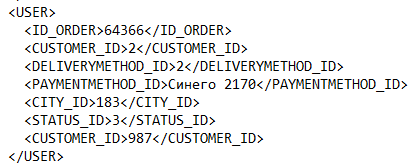 <USER>
<ID_ORDER>64366</ID_ORDER>
<CUSTOMER_ID>2</CUSTOMER_ID>
<DELIVERYMETHOD_ID>2</DELIVERYMETHOD_ID>
<PAYMENTMETHOD_ID>Синего 2170</PAYMENTMETHOD_ID>
<CITY_ID>183</CITY_ID>
<STATUS_ID>3</STATUS_ID>
<CUSTOMER_ID>987</CUSTOMER_ID>
</USER>